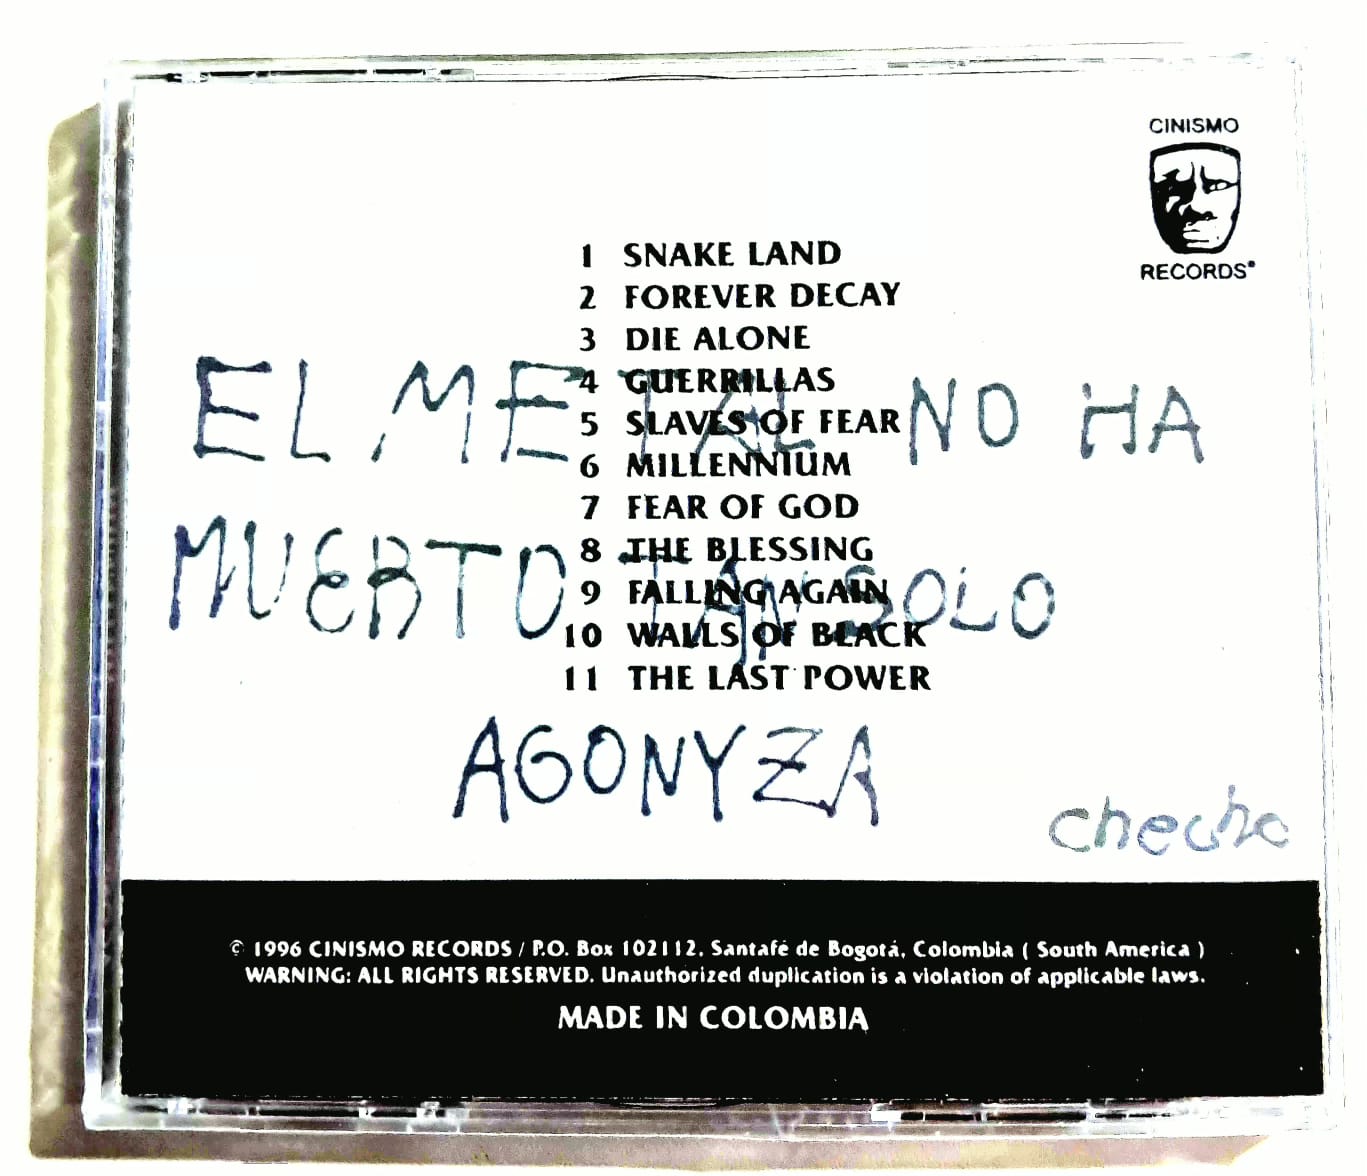 CINISMO
RECORDS
1 SNAKE LAND
2 FOREVER DECAY
3 DIE ALONE
4 GUERRILLAS
5 SLAVES OF FEAR
6 MILLENNIUM
7 FEAR OF GOD
8 THE BLESSING
9 FALLING AGAIN
10 WALLS OF BLACK
11 THE LAST POWER
EL METAL NO HA
MUERTO TAN SOLO
AGONYZA
checho
© 1996 CINISMO RECORDS / P.O. Box 102112, Santafé de Bogotá, Colombia ( South America )
WARNING: ALL RIGHTS RESERVED. Unauthorized duplication is a violation of applicable laws.
MADE IN COLOMBIA